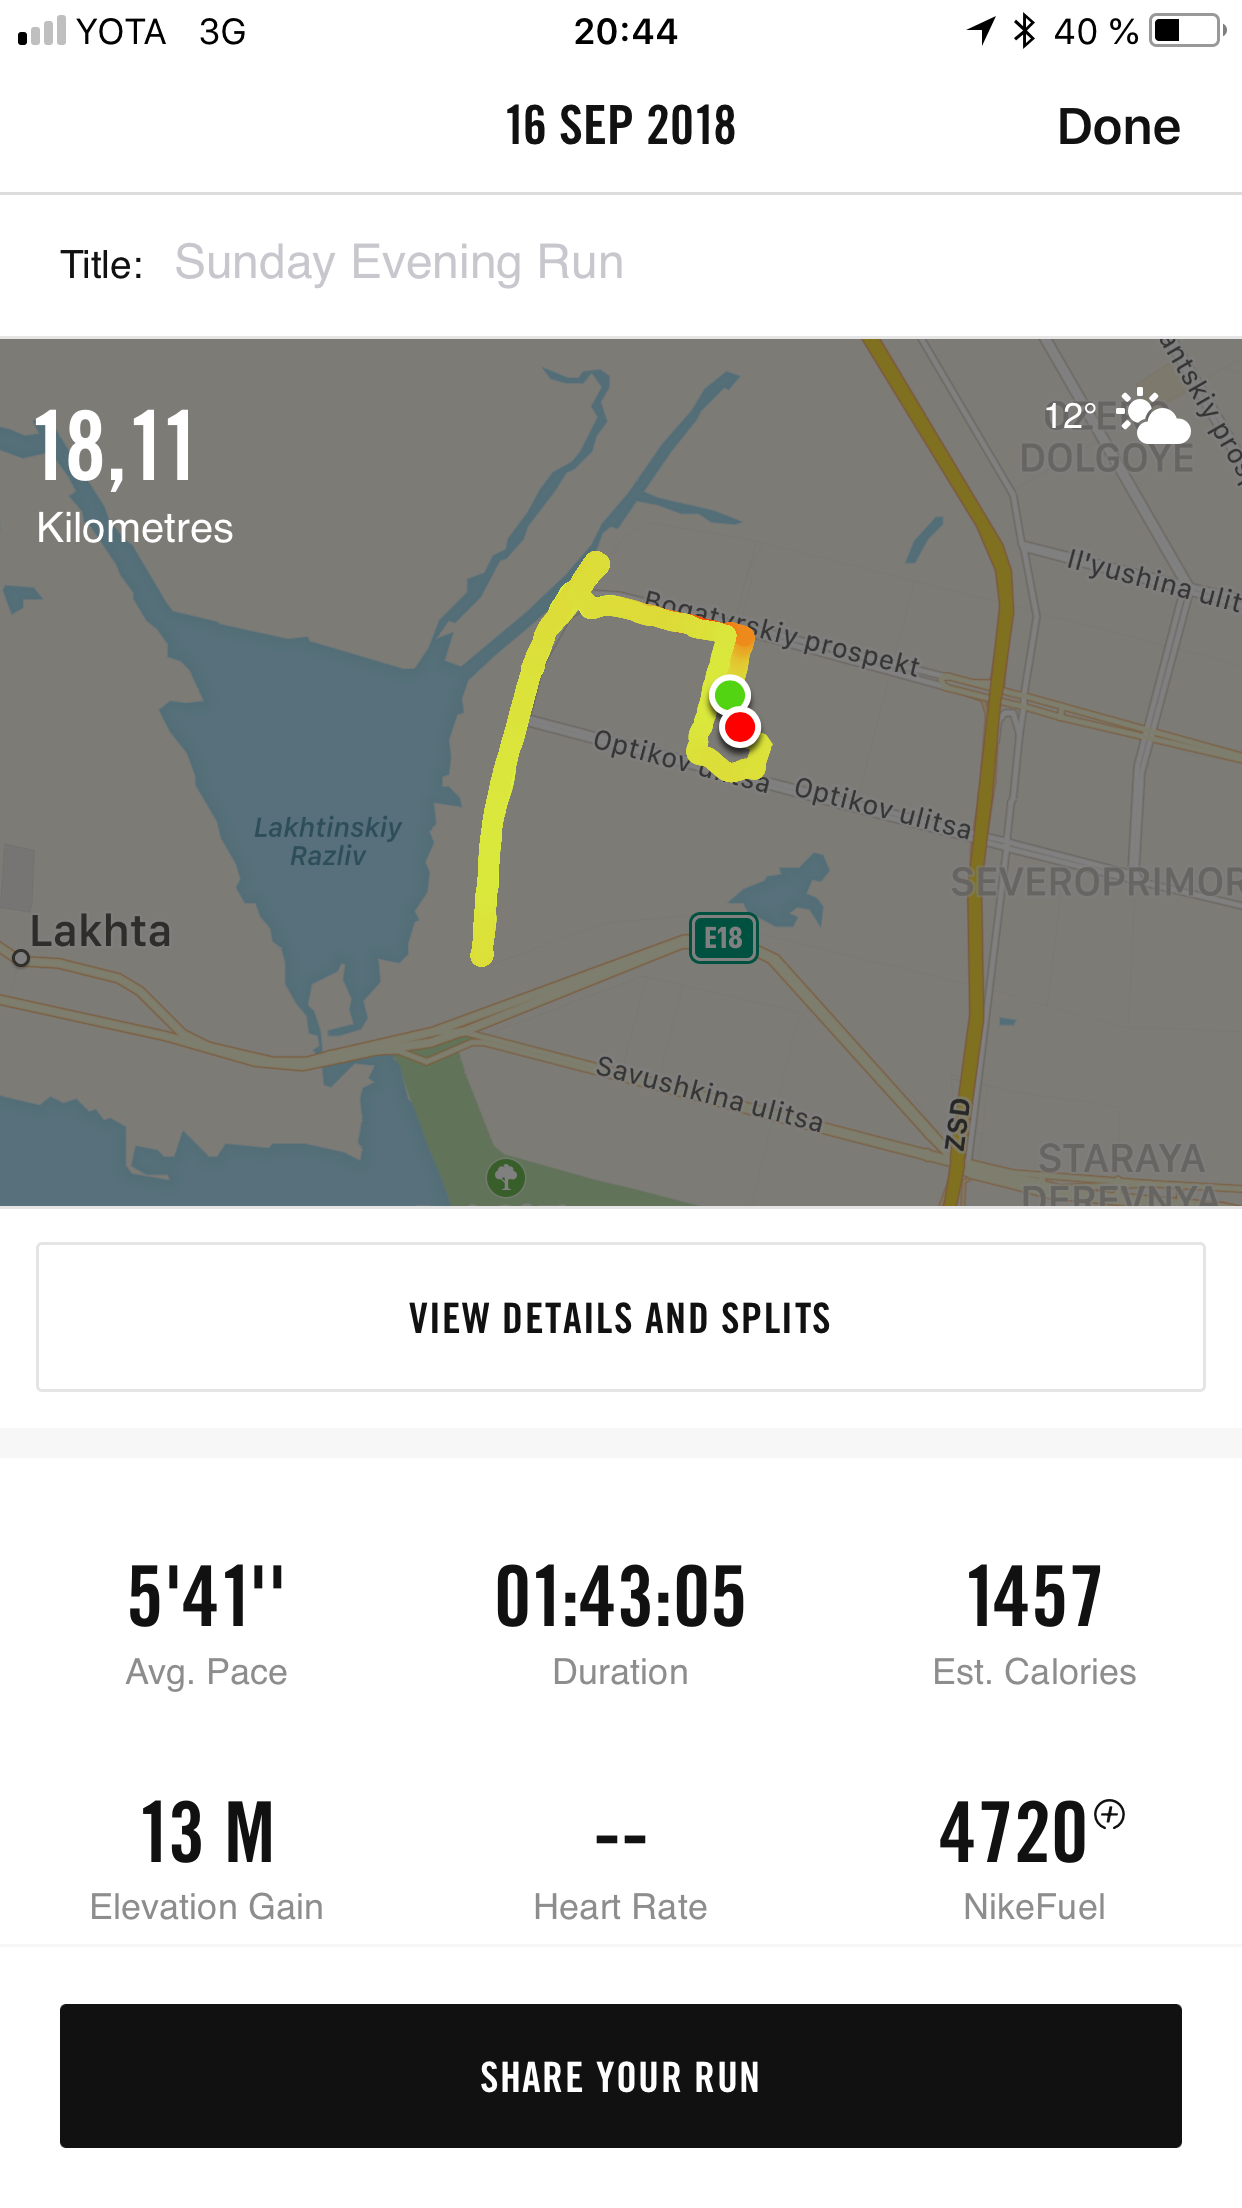 YOTA 3G 20:44 40 %
16 SEP 2018 Done
Title: Sunday Evening Run
18,11
Kilometres
12°
DOLGOYE
Il'yushina ulit
Bogatyrskiy prospekt
Optikov ulitsa Optikov ulitsa
Lakhtinskiy
Razliv
SEVEROPRIMOR
Lakhta
E18
Savushkina ulitsa
ZSD
STARAYA
DEREVNYA
VIEW DETAILS AND SPLITS
5'41'' 01:43:05 1457
Avg. Pace Duration Est. Calories
13 M -- 4720
Elevation Gain Heart Rate NikeFuel
SHARE YOUR RUN